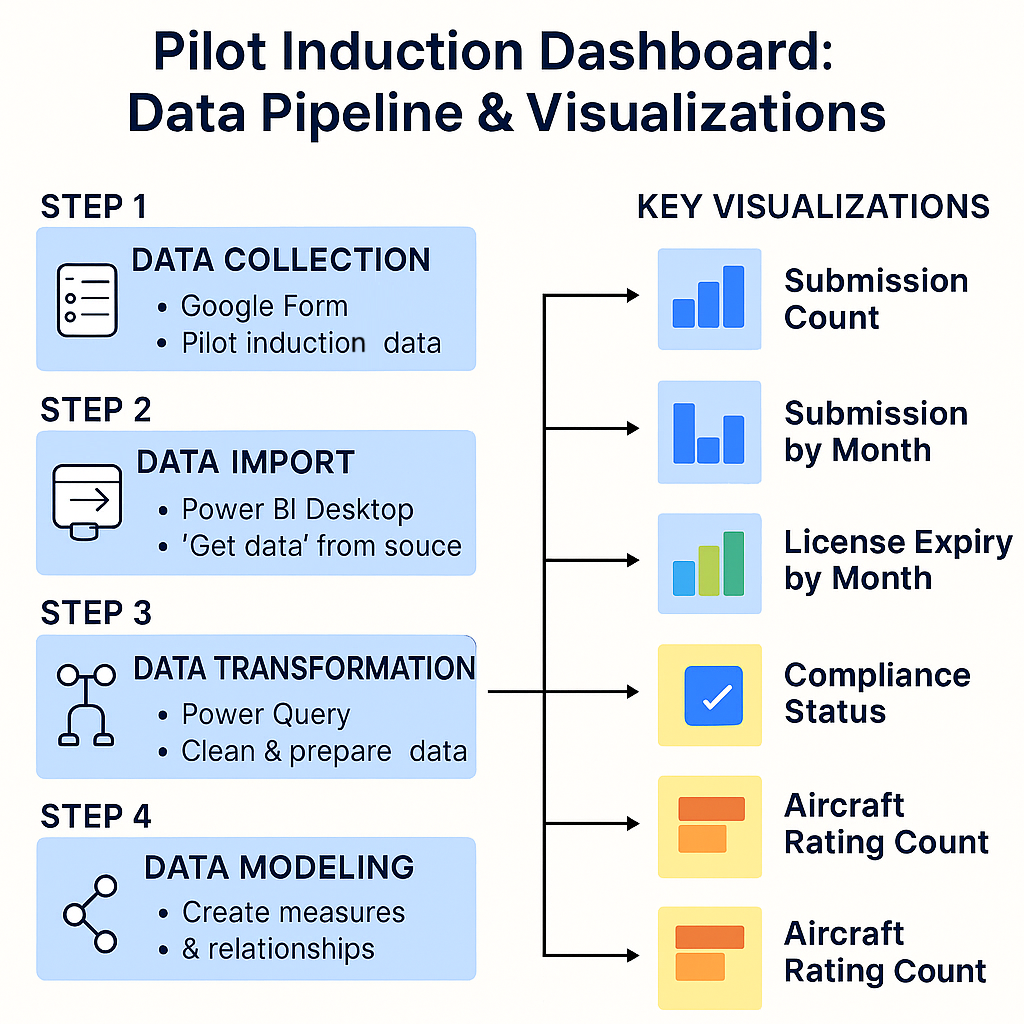 Pilot Induction Dashboard:
Data Pipeline & Visualizations
STEP 1
DATA COLLECTION
• Google Form
• Pilot induction data
STEP 2
DATA IMPORT
• Power BI Desktop
• 'Get data' from souce
STEP 3
DATA TRANSFORMATION
• Power Query
• Clean & prepare data
STEP 4
DATA MODELING
• Create measures
• & relationships
KEY VISUALIZATIONS
Submission
Count
Submission
by Month
License Expiry
by Month
Compliance
Status
Aircraft
Rating Count
Aircraft
Rating Count